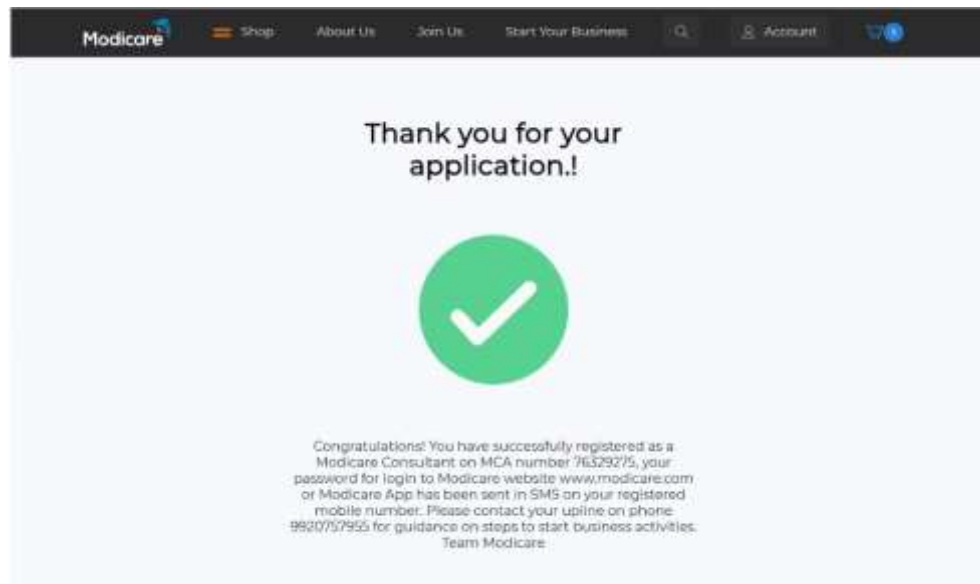 Modicare
Shop
About Us
Join Us
Start Your Business
Account
Thank you for your
application.!
Congratulations! You have successfully registered as a
Modicare Consultant on MCA number 76329275, your
password for login to Modicare website www.modicare.com
or Modicare App has been sent in SMS on your registered
mobile number. Please contact your upline on phone
9920757955 for guidance on steps to start business activities.
Team Modicare